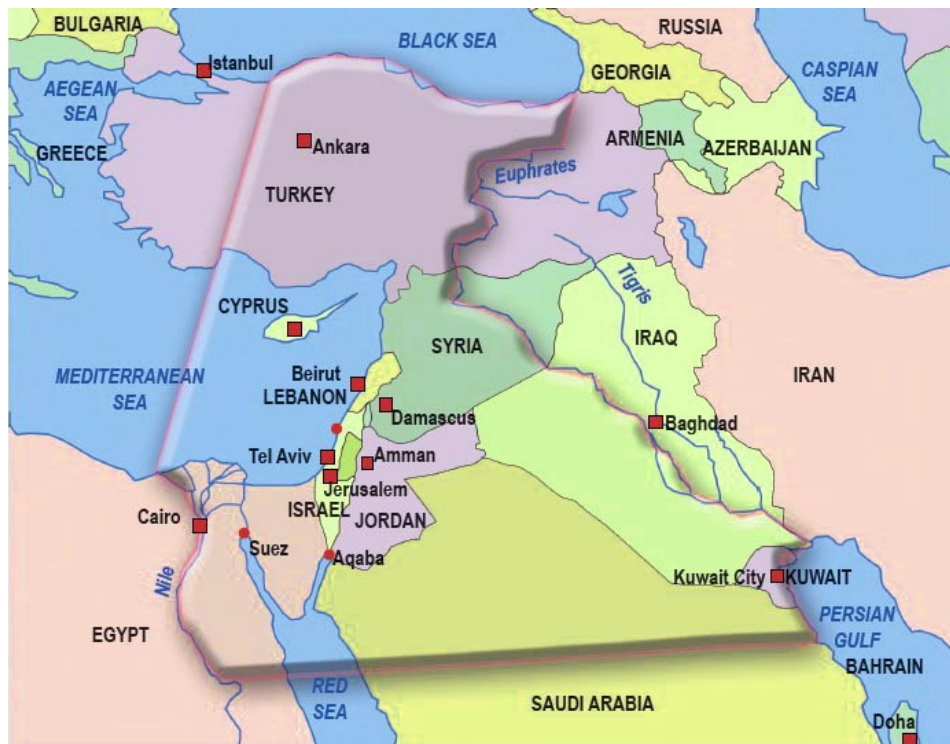 BULGARIA
RUSSIA
BLACK SEA
Istanbul
GEORGIA
CASPIAN
SEA
AEGEAN
SEA
GREECE
Ankara
ARMENIA
AZERBAIJAN
Euphrates
TURKEY
Tigris
CYPRUS
SYRIA
IRAQ
IRAN
MEDITERRANEAN
SEA
Beirut
LEBANON
Damascus
Baghdad
Tel Aviv
Amman
Jerusalem
ISRAEL
JORDAN
Cairo
Suez
Aqaba
Nile
Kuwait City
KUWAIT
EGYPT
PERSIAN
GULF
BAHRAIN
RED
SEA
SAUDI ARABIA
Doha